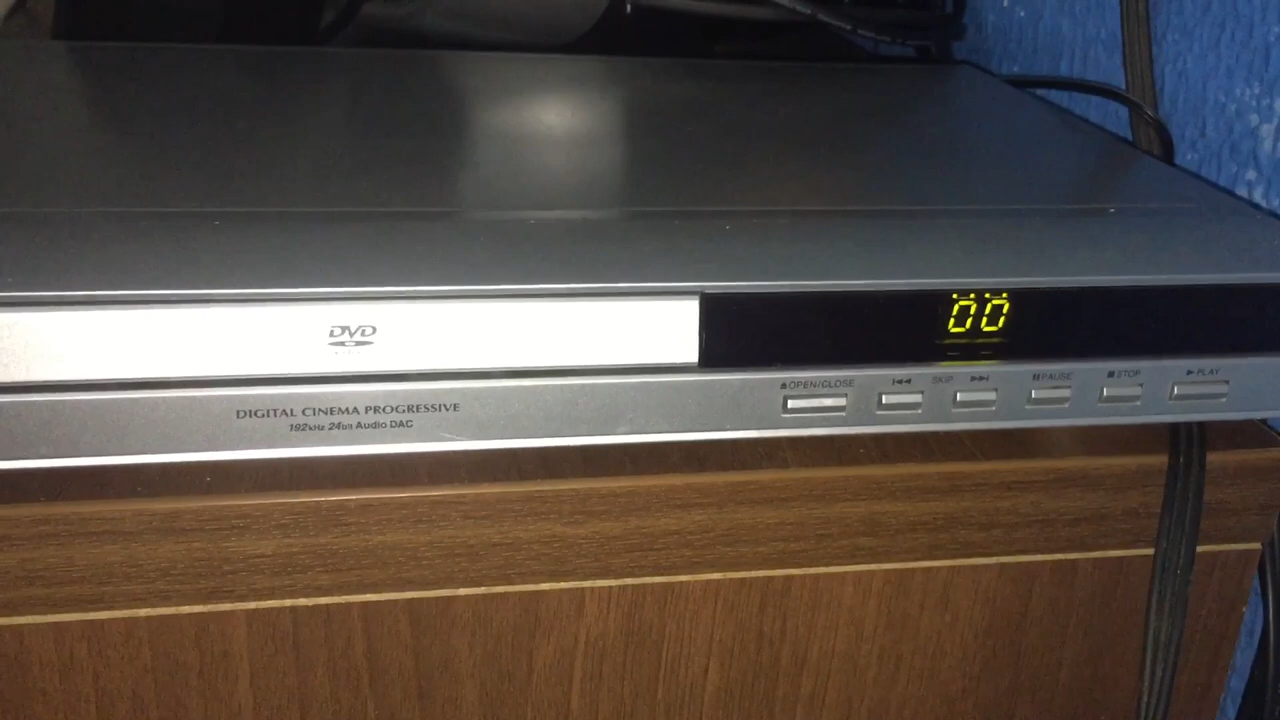 00
DVD
⏏OPEN/CLOSE
⏮ SKIP ⏭
⏸PAUSE
⏹STOP
▶PLAY
DIGITAL CINEMA PROGRESSIVE
192kHz 24bit Audio DAC